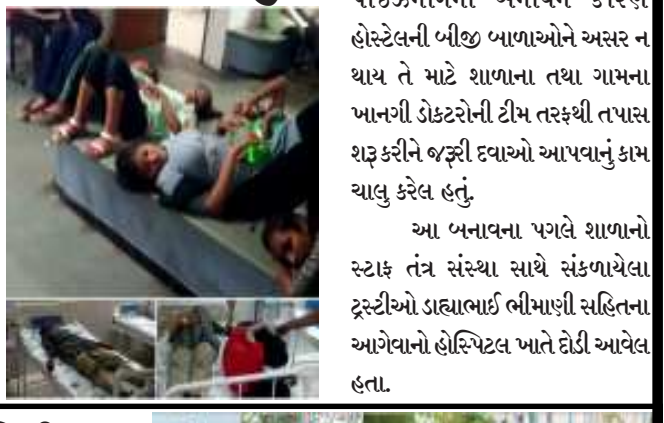 હોસ્ટેલની બીજી બાળાઓને અસર ન
થાય તે માટે શાળાના તથા ગામના
ખાનગી ડોકટરોની ટીમ તરફથી તપાસ
શરૂ કરીને જરૂરી દવાઓ આપવાનું કામ
ચાલુ કરેલ હતું.
આ બનાવના પગલે શાળાનો
સ્ટાફ તંત્ર સંસ્થા સાથે સંકળાયેલા
ટ્રસ્ટીઓ ડાહ્યાભાઈ ભીમાણી સહિતના
આગેવાનો હોસ્પિટલ ખાતે દોડી આવેલ
હતા.